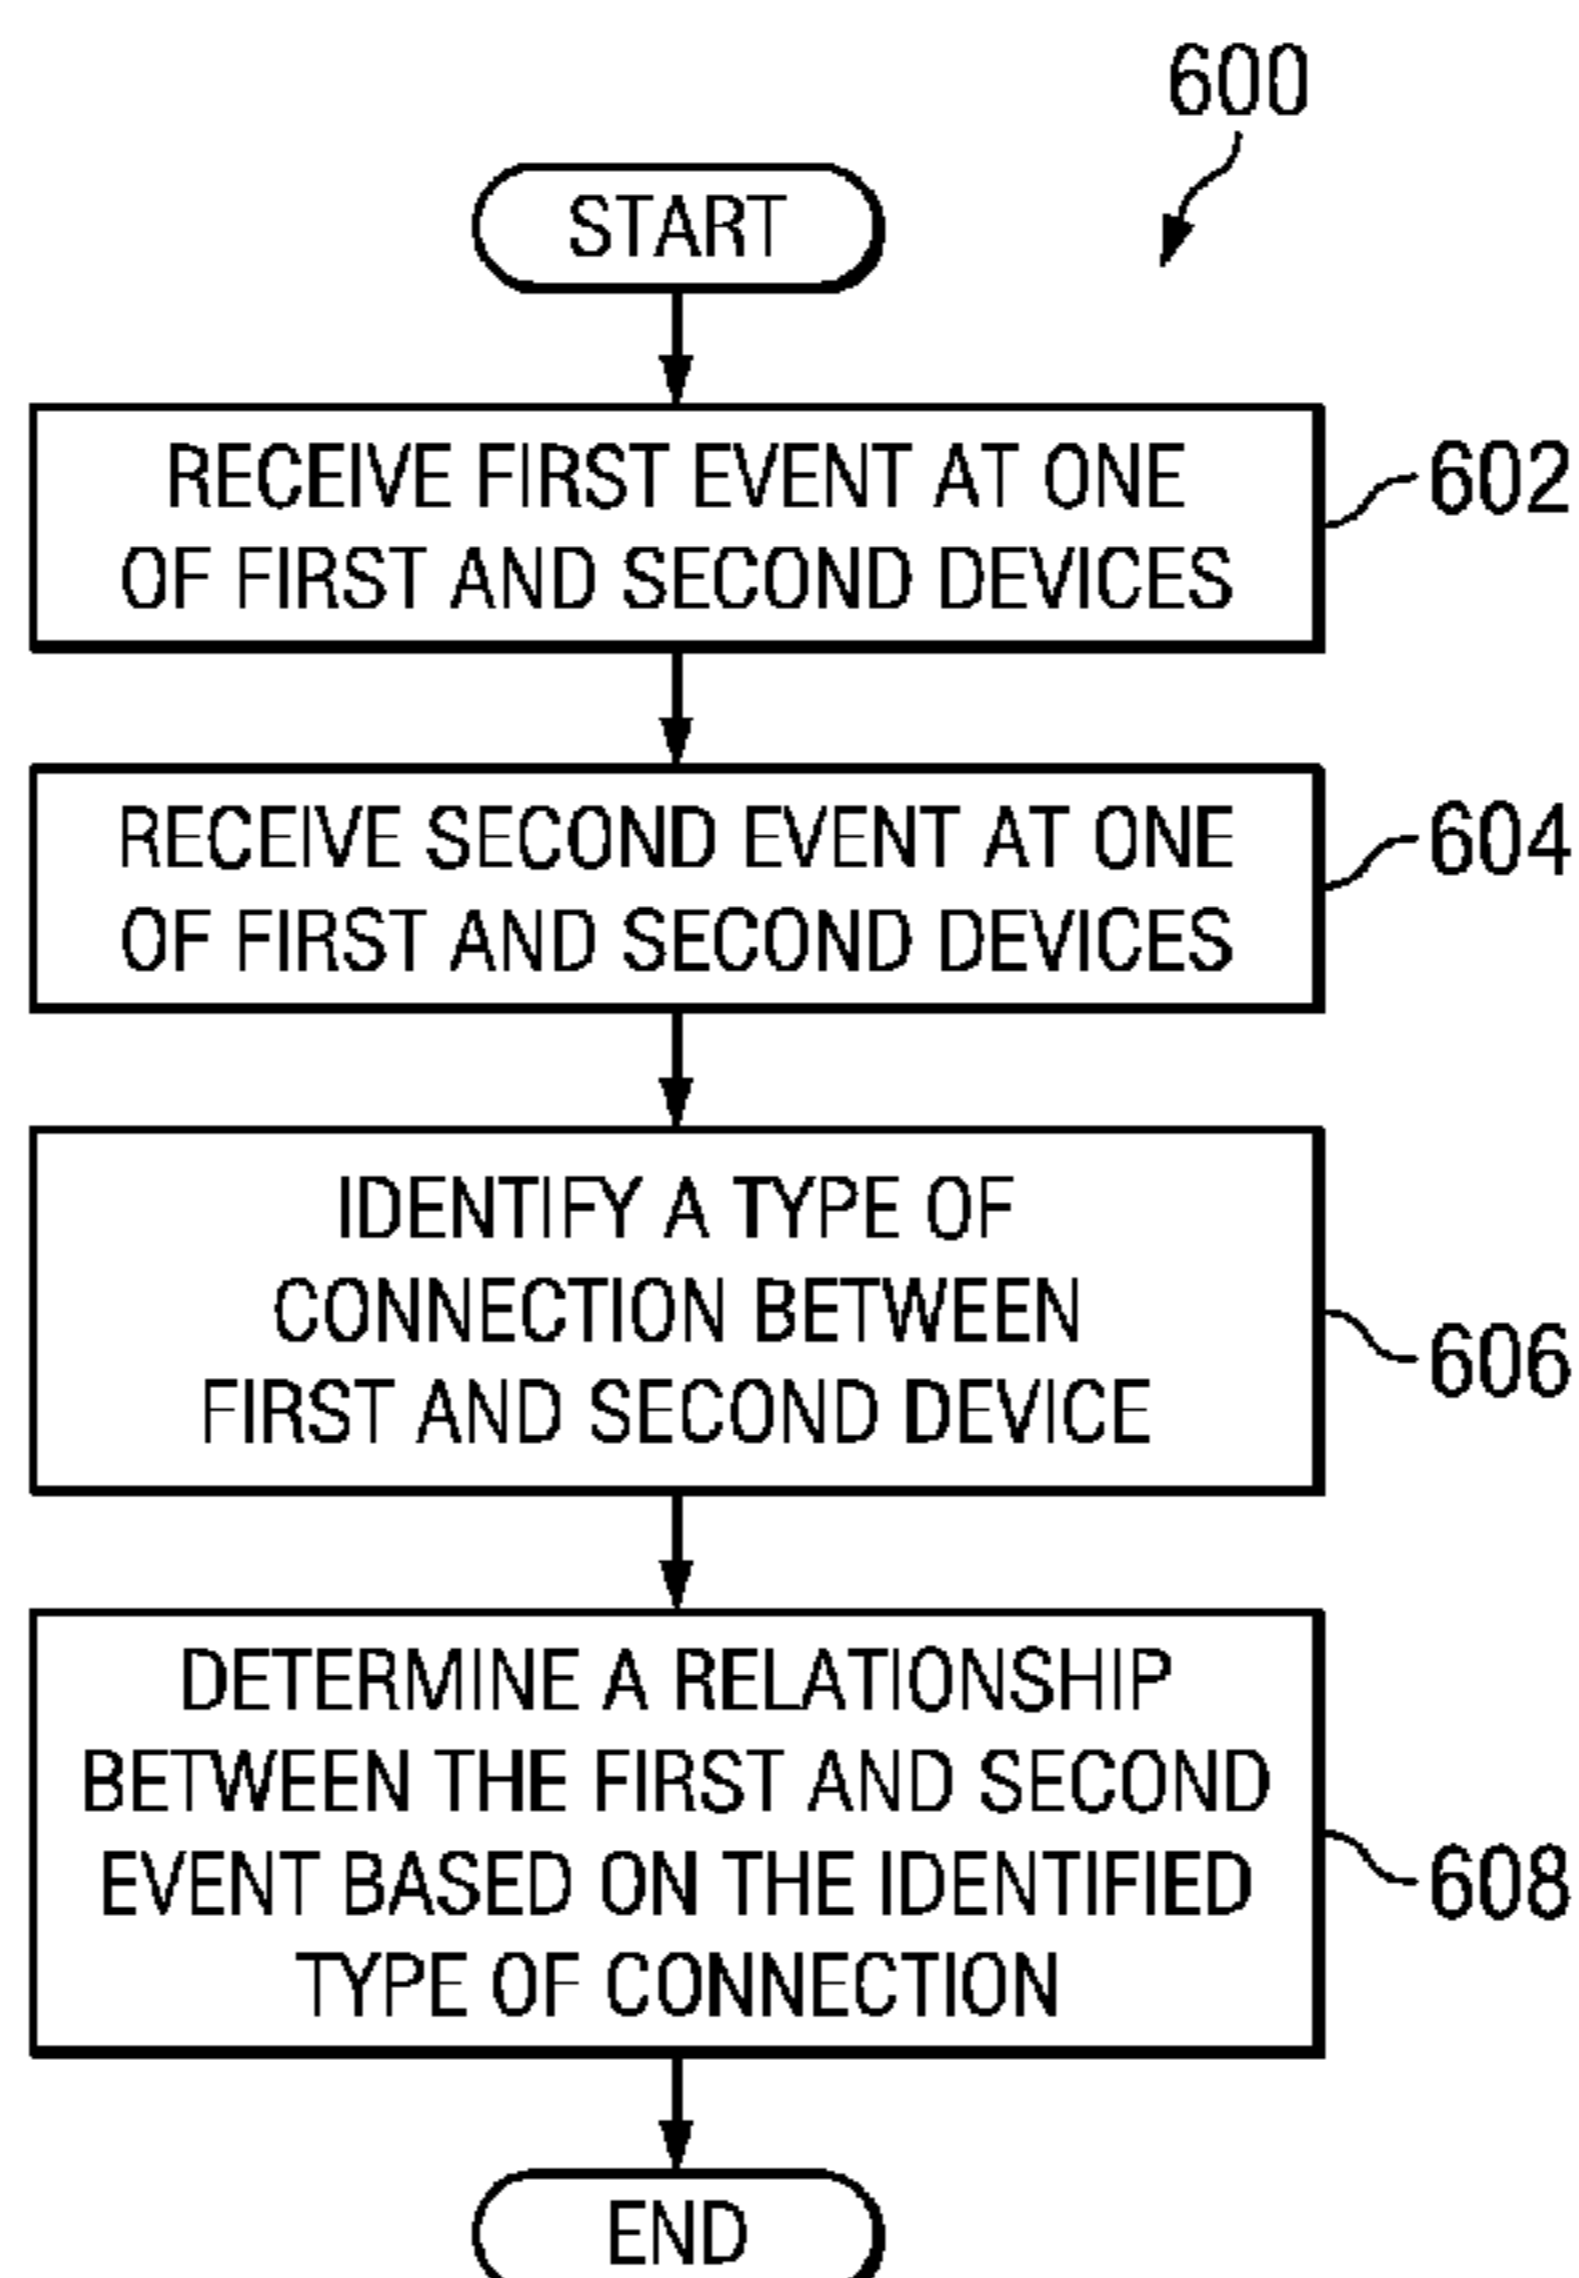 600
START
RECEIVE FIRST EVENT AT ONE
OF FIRST AND SECOND DEVICES
602
RECEIVE SECOND EVENT AT ONE
OF FIRST AND SECOND DEVICES
604
IDENTIFY A TYPE OF
CONNECTION BETWEEN
FIRST AND SECOND DEVICE
606
DETERMINE A RELATIONSHIP
BETWEEN THE FIRST AND SECOND
EVENT BASED ON THE IDENTIFIED
TYPE OF CONNECTION
608
END